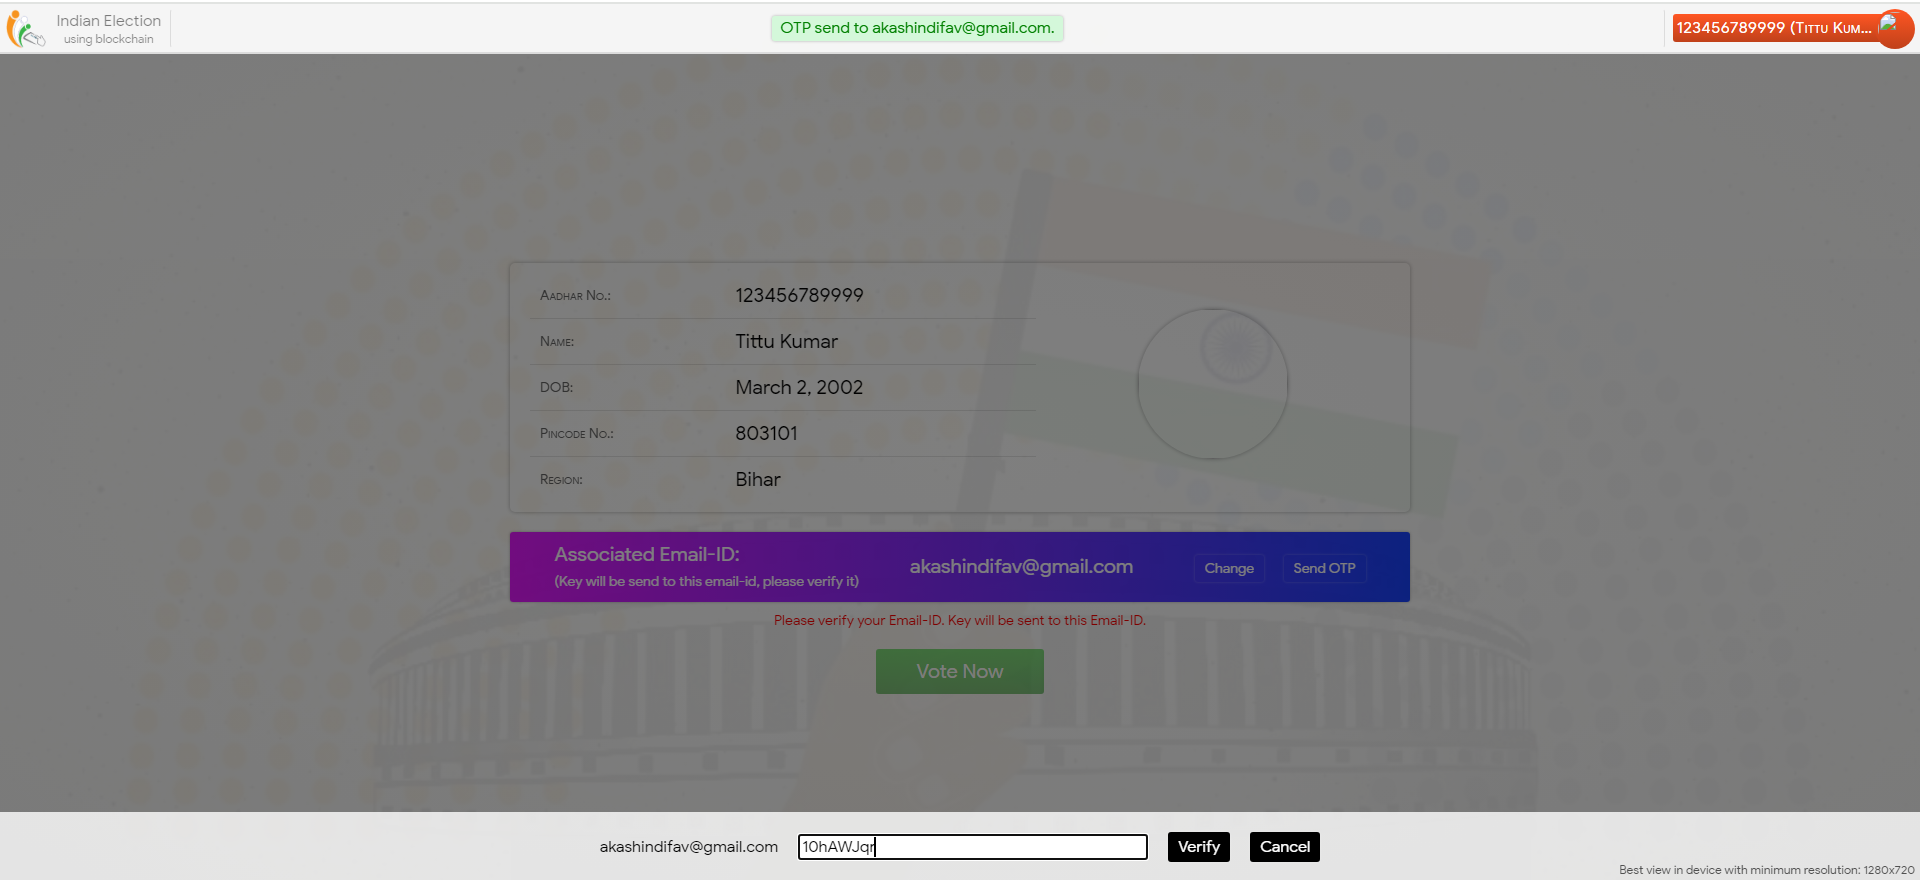 Indian Election
using blockchain
OTP send to akashindifav@gmail.com.
123456789999 (Tittu Kum...
Aadhar No.: 123456789999
Name: Tittu Kumar
DOB: March 2, 2002
Pincode No.: 803101
Region: Bihar
Associated Email-ID:
(Key will be send to this email-id, please verify it)
akashindifav@gmail.com Change Send OTP
Please verify your Email-ID. Key will be sent to this Email-ID.
Vote Now
akashindifav@gmail.com 10hAWJqr Verify Cancel
Best view in device with minimum resolution: 1280x720